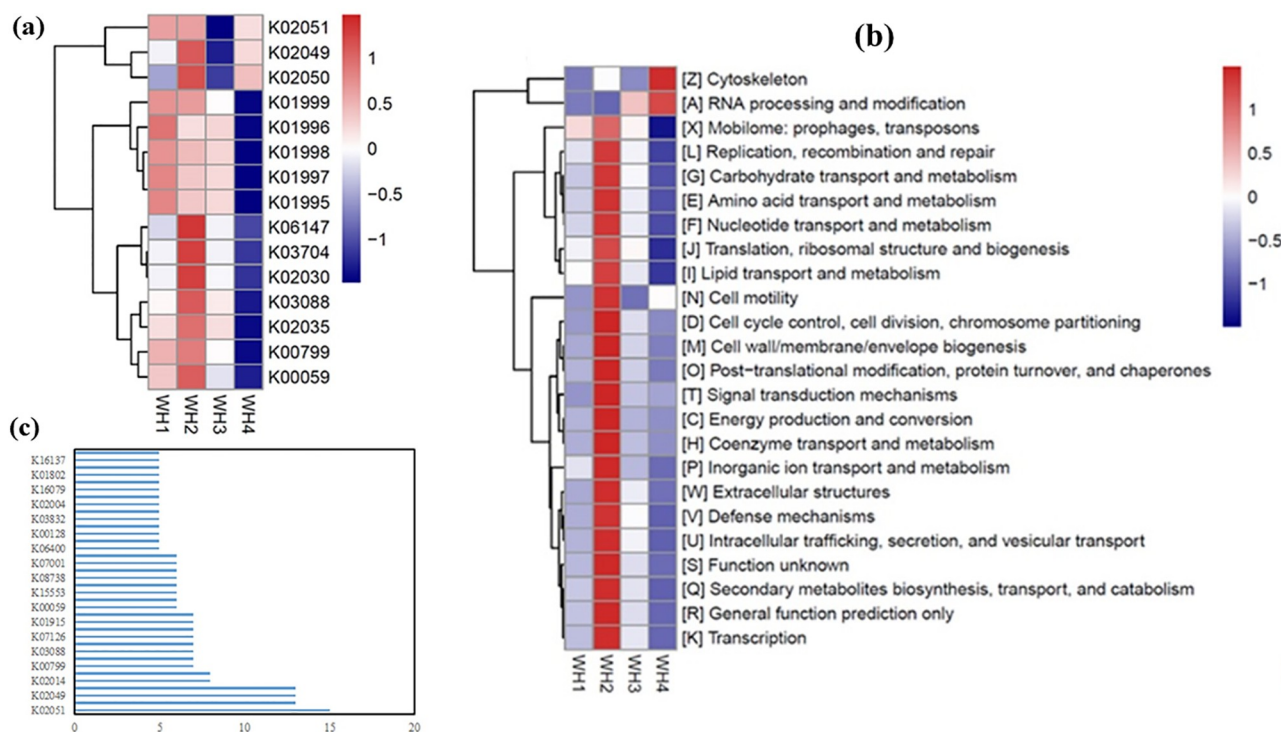 (a)
K02051
K02049
K02050
K01999
K01996
K01998
K01997
K01995
K06147
K03704
K02030
K03088
K02035
K00799
K00059
WH1 WH2 WH3 WH4
1
0.5
0
−0.5
−1
(b)
[Z] Cytoskeleton
[A] RNA processing and modification
[X] Mobilome: prophages, transposons
[L] Replication, recombination and repair
[G] Carbohydrate transport and metabolism
[E] Amino acid transport and metabolism
[F] Nucleotide transport and metabolism
[J] Translation, ribosomal structure and biogenesis
[I] Lipid transport and metabolism
[N] Cell motility
[D] Cell cycle control, cell division, chromosome partitioning
[M] Cell wall/membrane/envelope biogenesis
[O] Post−translational modification, protein turnover, and chaperones
[T] Signal transduction mechanisms
[C] Energy production and conversion
[H] Coenzyme transport and metabolism
[P] Inorganic ion transport and metabolism
[W] Extracellular structures
[V] Defense mechanisms
[U] Intracellular trafficking, secretion, and vesicular transport
[S] Function unknown
[Q] Secondary metabolites biosynthesis, transport, and catabolism
[R] General function prediction only
[K] Transcription
WH1 WH2 WH3 WH4
1
0.5
0
−0.5
−1
(c)
K16137
K01802
K16079
K02004
K03832
K00128
K06400
K07001
K08738
K15553
K00059
K01915
K07126
K03088
K00799
K02014
K02049
K02051
0 5 10 15 20